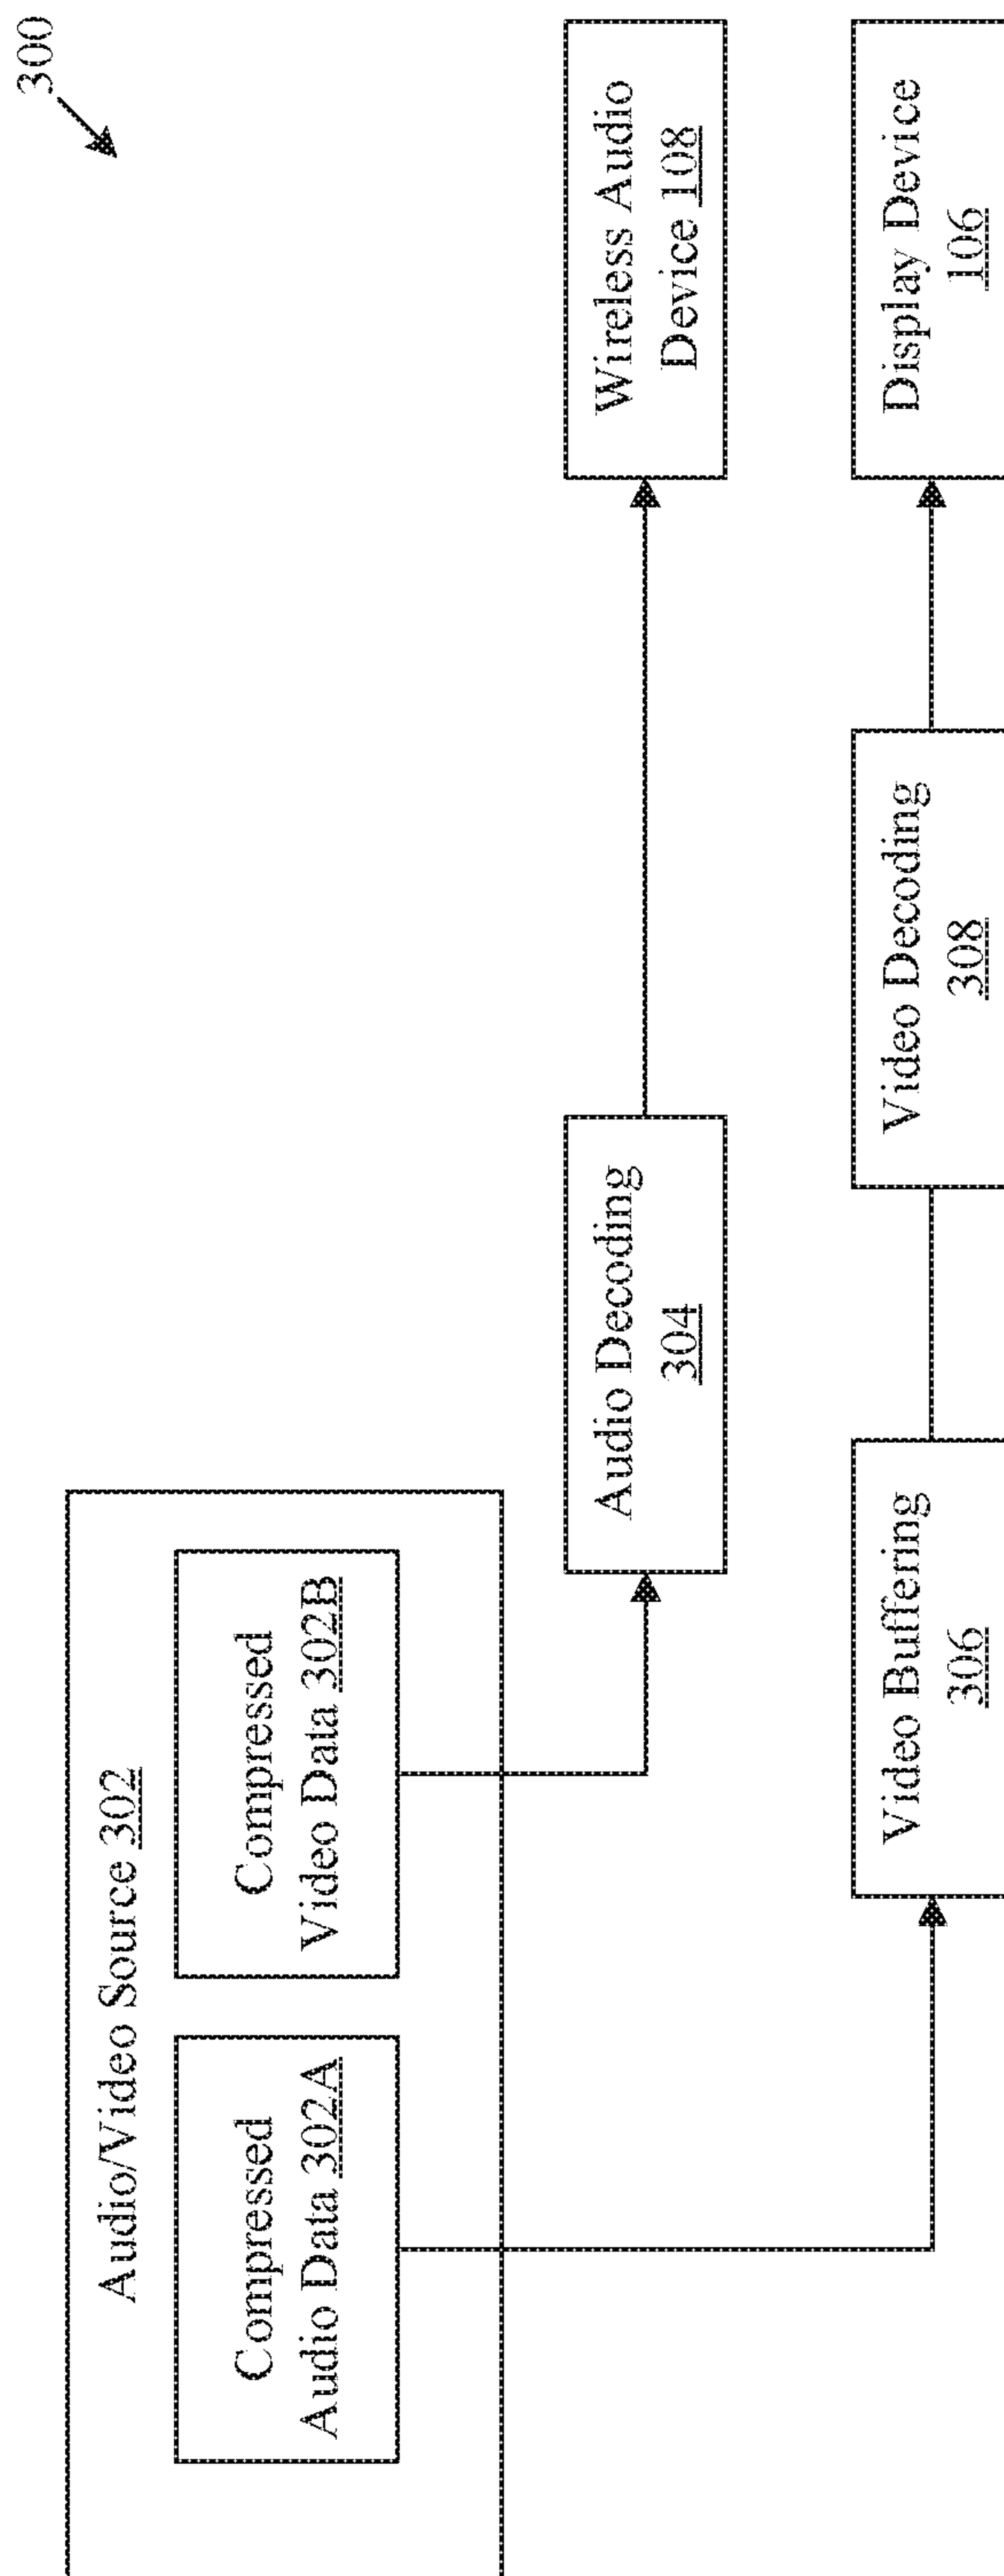 300
Audio/Video Source 302
Compressed
Audio Data 302A
Compressed
Video Data 302B
Audio Decoding
304
Wireless Audio
Device 108
Video Buffering
306
Video Decoding
308
Display Device
106